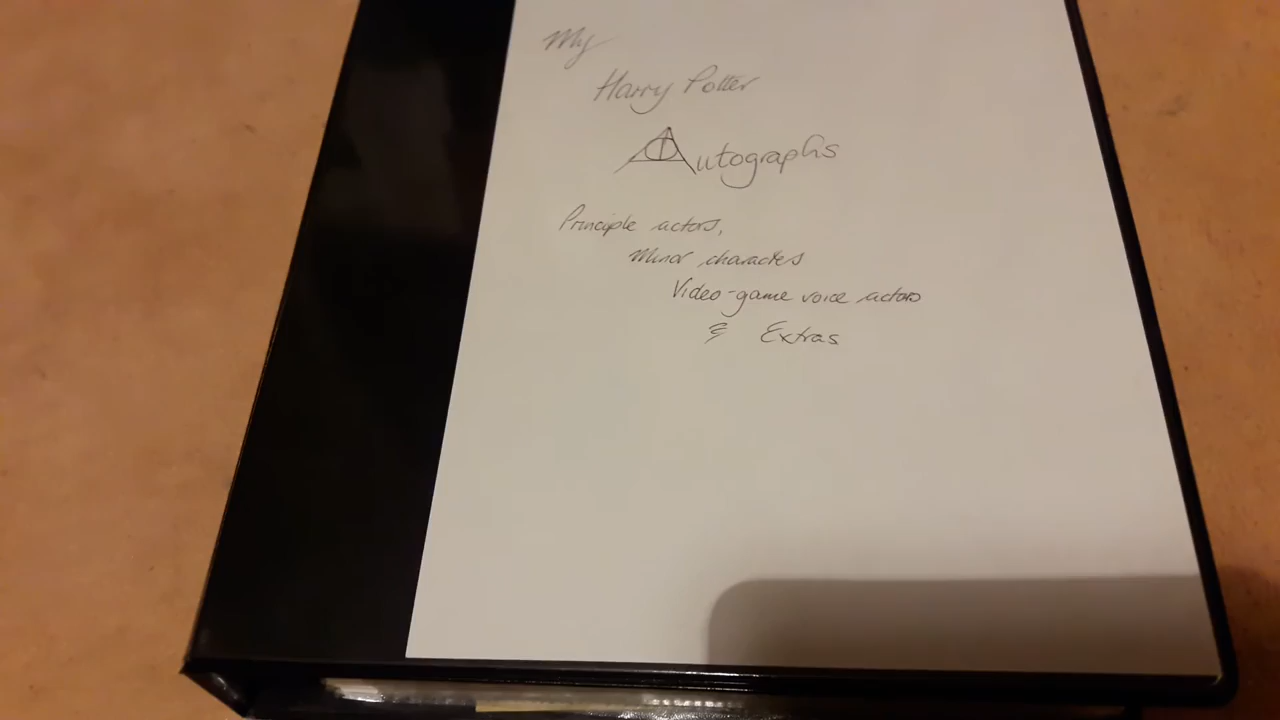 My
Harry Potter
Autographs
Principle actors,
Minor characters
Video-game voice actors
& Extras